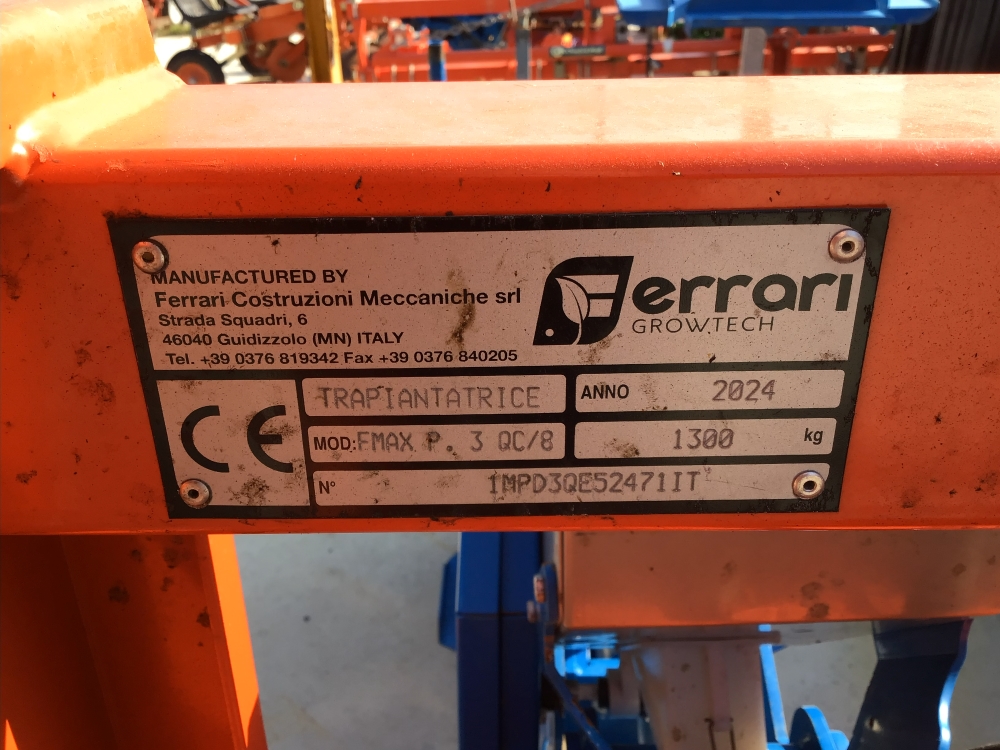 MANUFACTURED BY
Ferrari Costruzioni Meccaniche srl
Strada Squadri, 6
46040 Guidizzolo (MN) ITALY
Tel. +39 0376 819342 Fax +39 0376 840205
Ferrari
GROWTECH
CE
TRAPIANTATRICE
ANNO 2024
MOD: FMAX P. 3 QC/8
1300 kg
N° 1MPD3QE52471IT